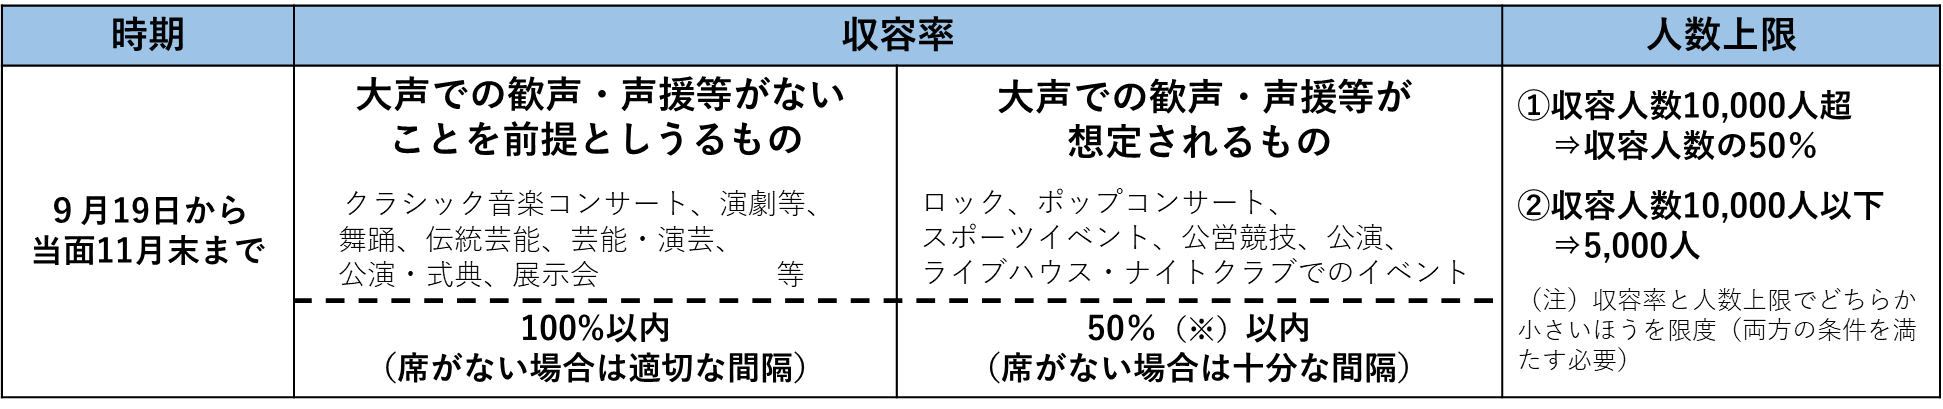 時期
収容率
人数上限
９月19日から
当面11月末まで
大声での歓声・声援等がない
ことを前提としうるもの
クラシック音楽コンサート、演劇等、
舞踊、伝統芸能、芸能・演芸、
公演・式典、展示会　　　　　　等
100%以内
（席がない場合は適切な間隔）
大声での歓声・声援等が
想定されるもの
ロック、ポップコンサート、
スポーツイベント、公営競技、公演、
ライブハウス・ナイトクラブでのイベント
50%（※）以内
（席がない場合は十分な間隔）
①収容人数10,000人超
⇒収容人数の50%
②収容人数10,000人以下
⇒5,000人
（注）収容率と人数上限でどちらか
小さいほうを限度（両方の条件を満
たす必要）